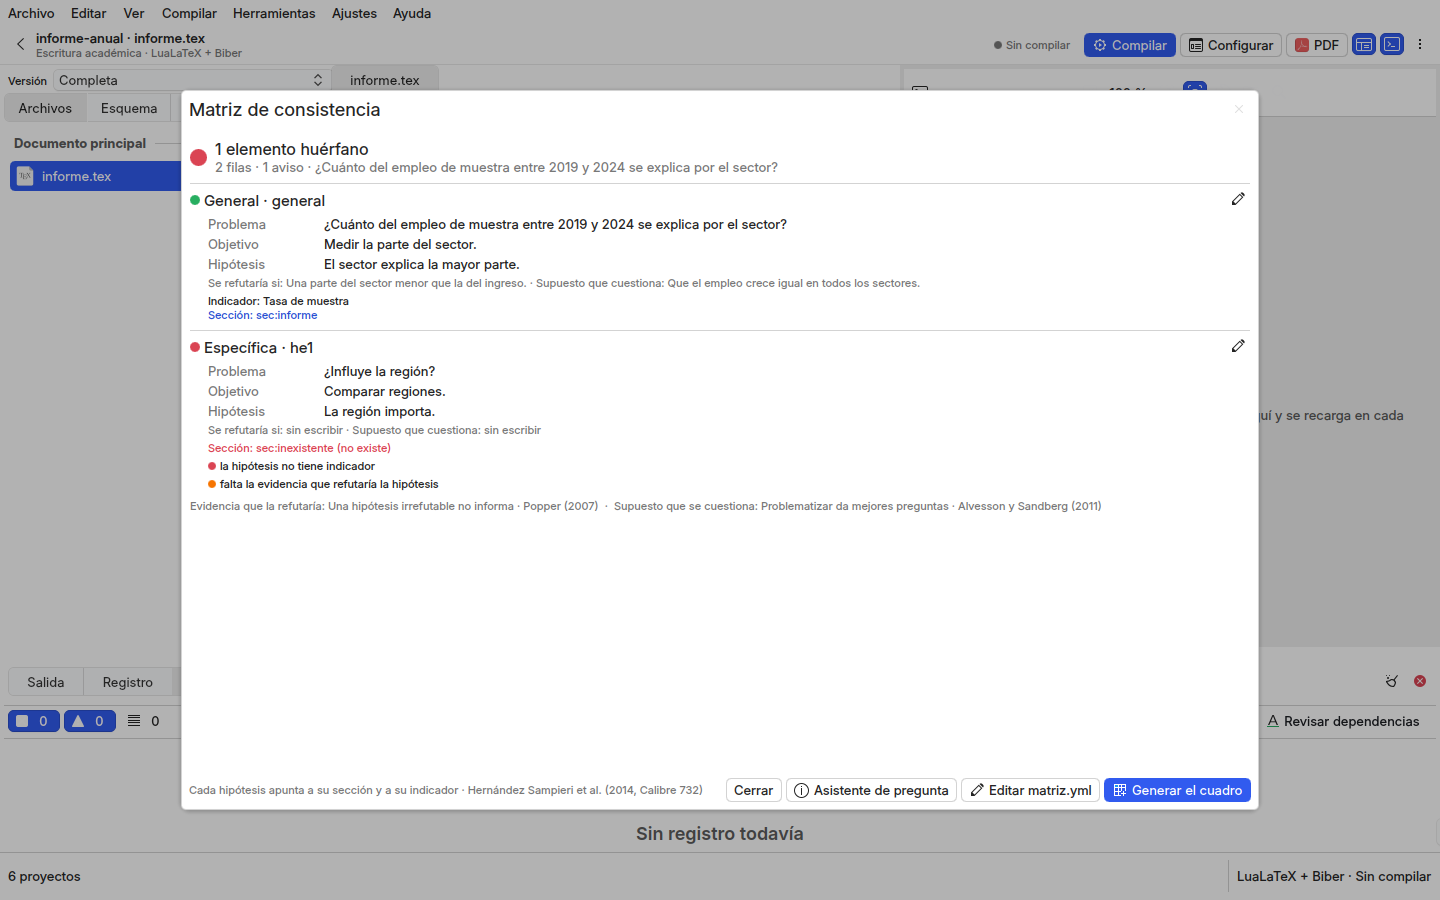 Archivo Editar Ver Compilar Herramientas Ajustes Ayuda
informe-anual · informe.tex
Escritura académica · LuaLaTeX + Biber
Sin compilar Compilar Configurar PDF
Versión Completa informe.tex
Archivos Esquema
Documento principal
informe.tex
Matriz de consistencia
1 elemento huérfano
2 filas · 1 aviso · ¿Cuánto del empleo de muestra entre 2019 y 2024 se explica por el sector?
General · general
Problema ¿Cuánto del empleo de muestra entre 2019 y 2024 se explica por el sector?
Objetivo Medir la parte del sector.
Hipótesis El sector explica la mayor parte.
Se refutaría si: Una parte del sector menor que la del ingreso. · Supuesto que cuestiona: Que el empleo crece igual en todos los sectores.
Indicador: Tasa de muestra
Sección: sec:informe
Específica · he1
Problema ¿Influye la región?
Objetivo Comparar regiones.
Hipótesis La región importa.
Se refutaría si: sin escribir · Supuesto que cuestiona: sin escribir
Sección: sec:inexistente (no existe)
la hipótesis no tiene indicador
falta la evidencia que refutaría la hipótesis
Evidencia que la refutaría: Una hipótesis irrefutable no informa · Popper (2007) · Supuesto que se cuestiona: Problematizar da mejores preguntas · Alvesson y Sandberg (2011)
Cada hipótesis apunta a su sección y a su indicador · Hernández Sampieri et al. (2014, Calibre 732)
Cerrar Asistente de pregunta Editar matriz.yml Generar el cuadro
y se recarga en cada
Salida Registro
0 0 0
Revisar dependencias
Sin registro todavía
6 proyectos
LuaLaTeX + Biber · Sin compilar